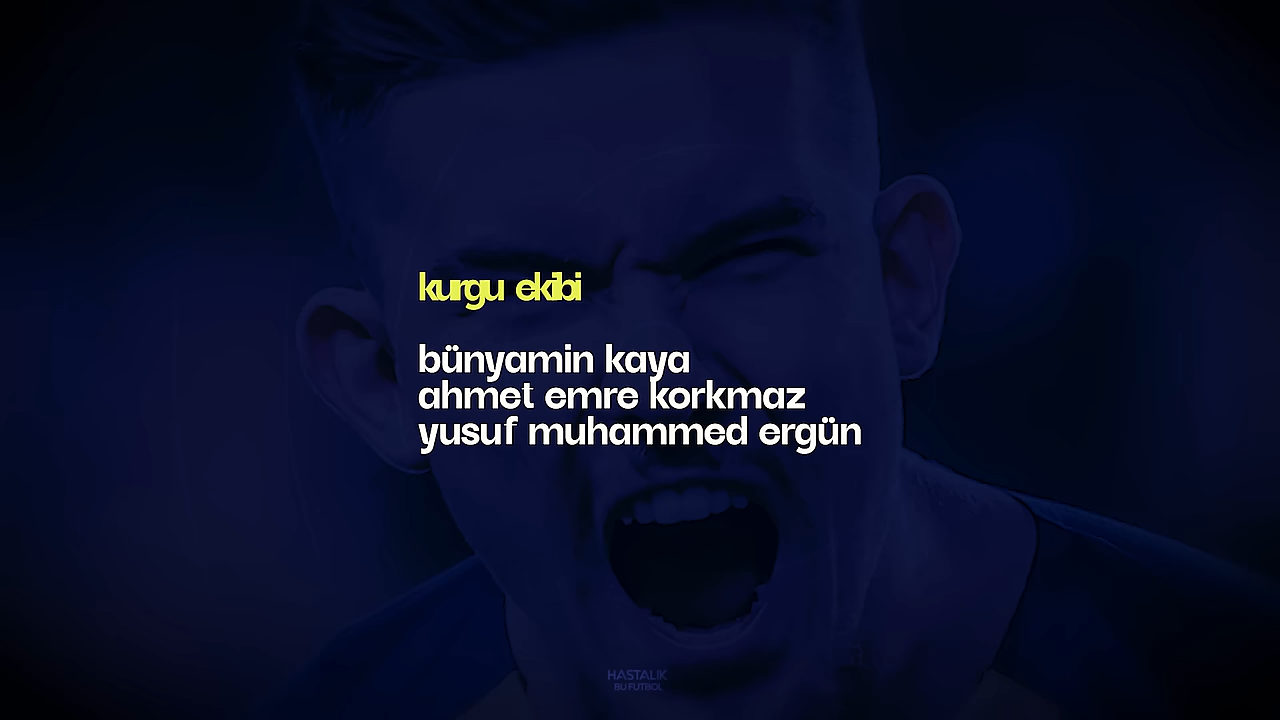 kurgu ekibi
bünyamin kaya
ahmet emre korkmaz
yusuf muhammed ergün
HASTALIK
BU FUTBOL